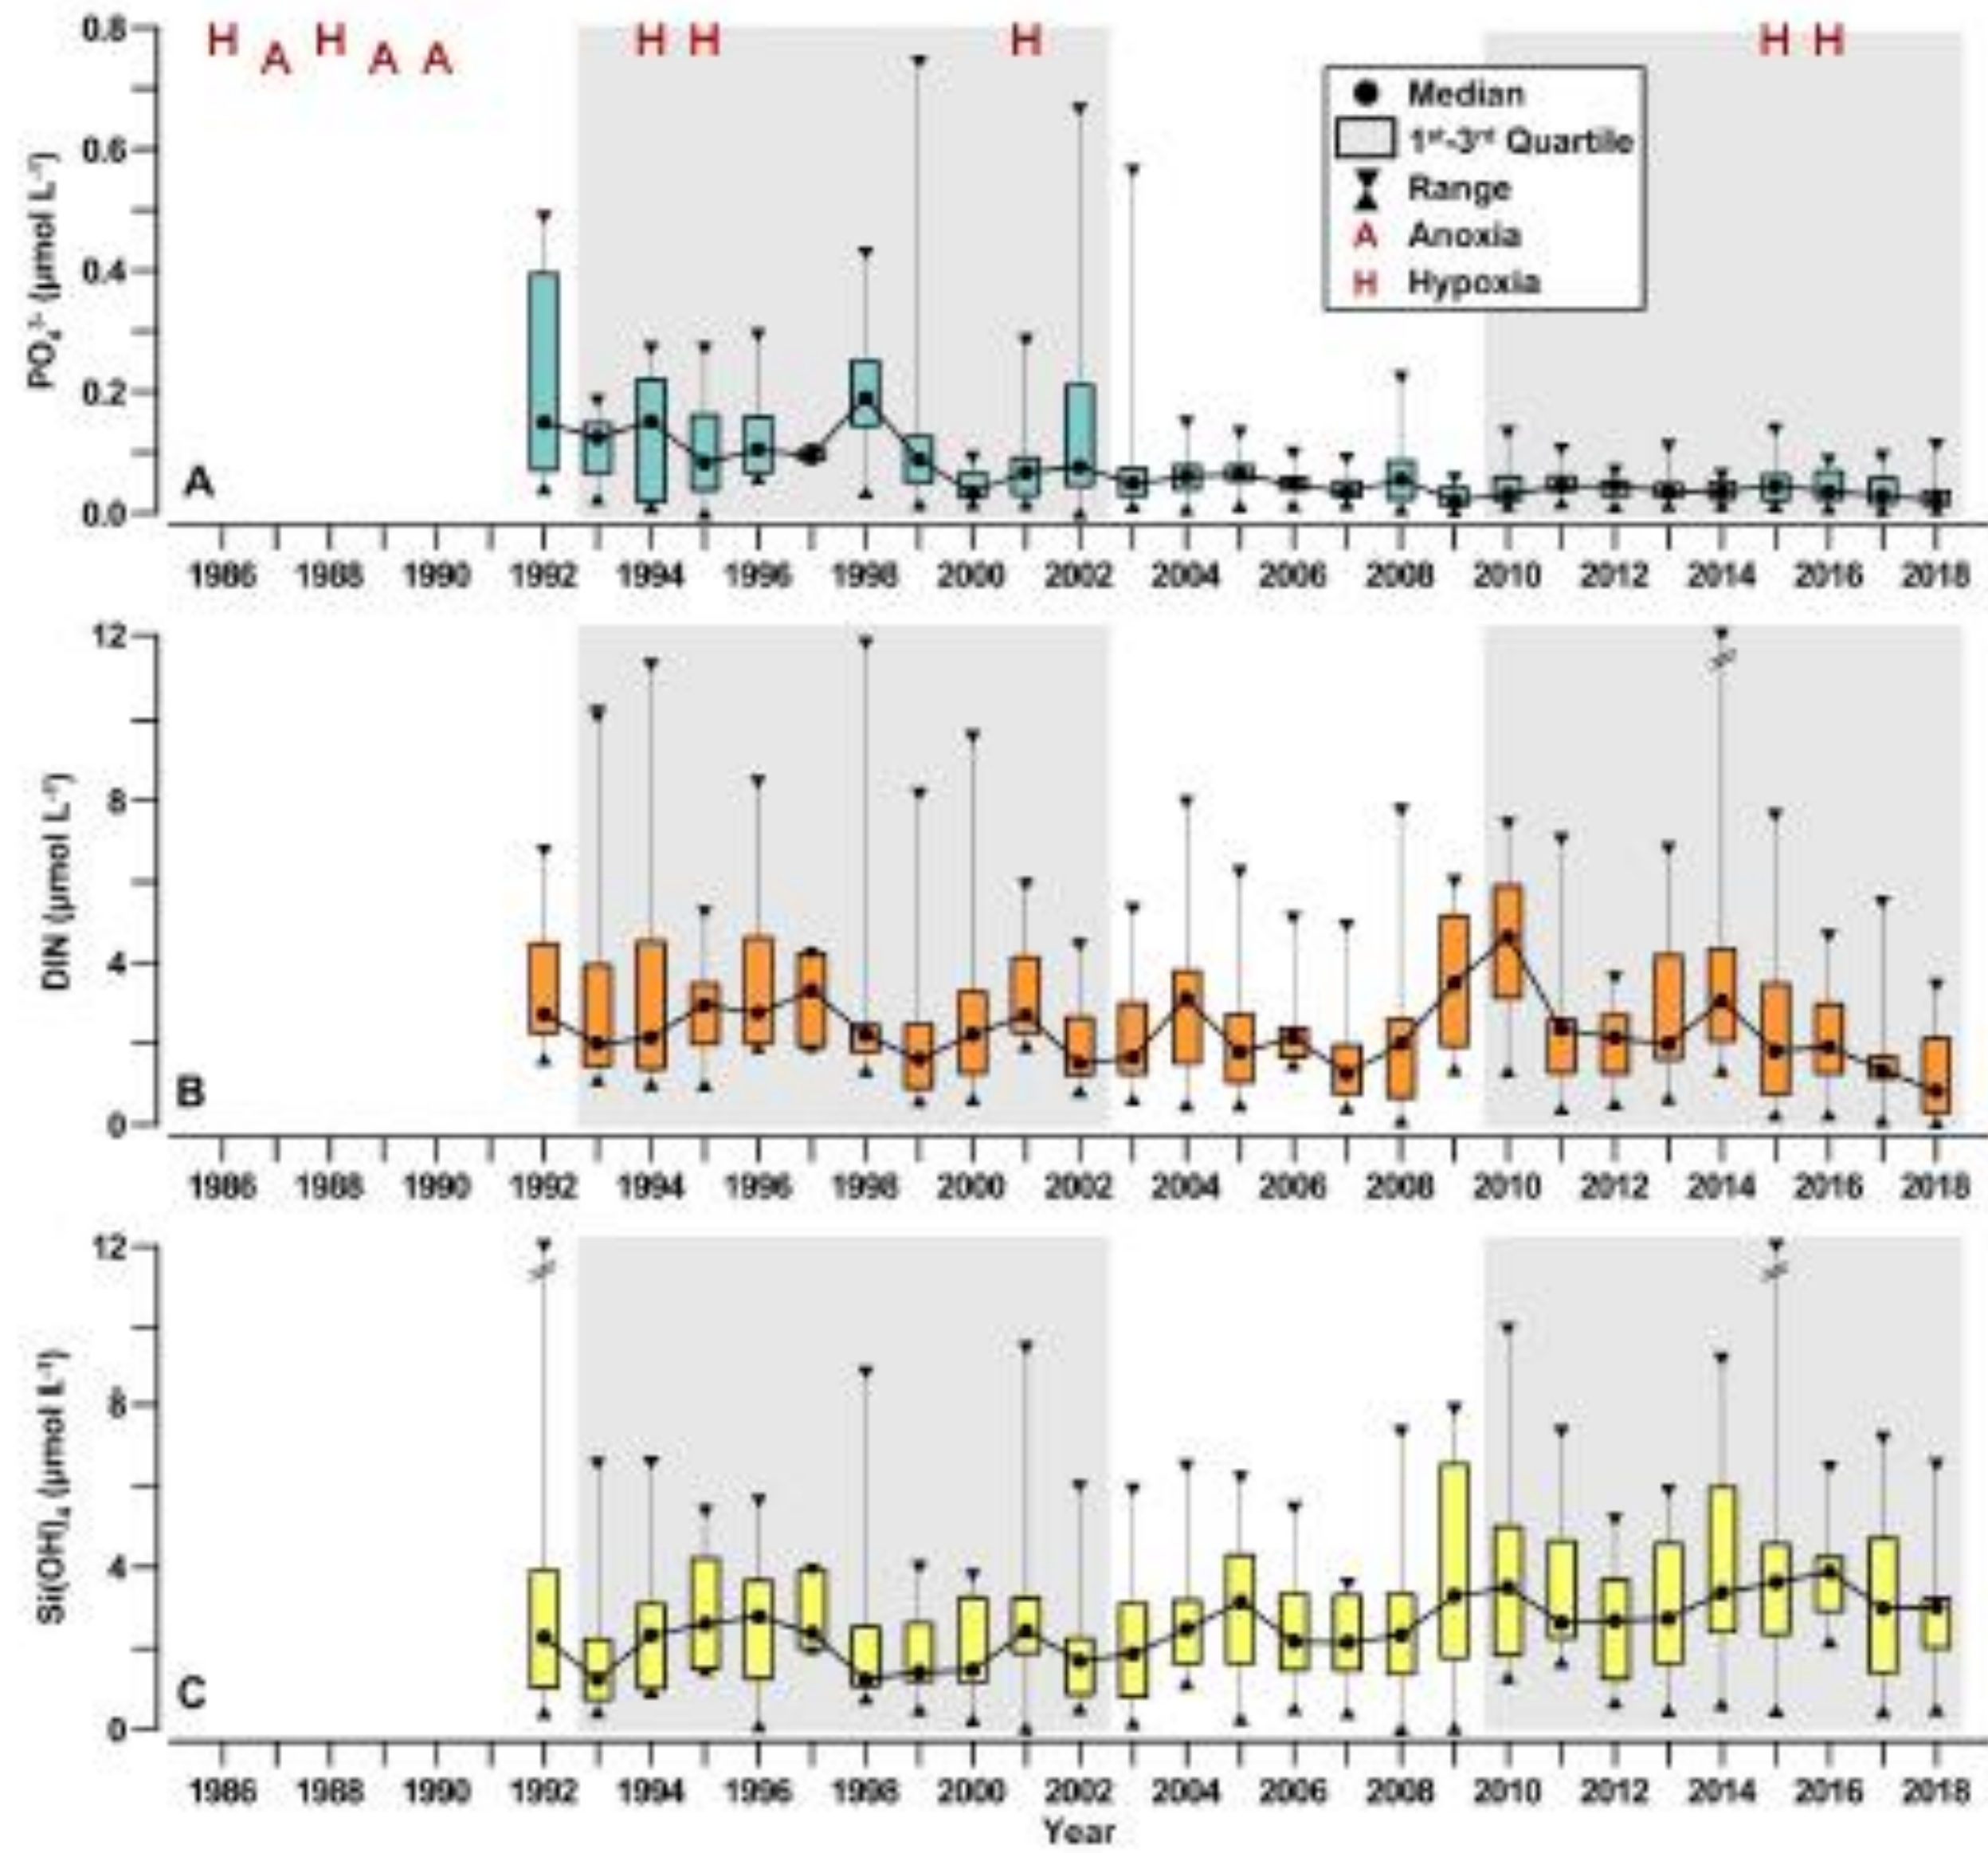 0.8 H A H A A H H H H H
Median
1st-3rd Quartile
Range
A Anoxia
H Hypoxia
0.6
0.4
0.2
0.0
PO₄³⁻ (μmol L⁻¹)
A
1986 1988 1990 1992 1994 1996 1998 2000 2002 2004 2006 2008 2010 2012 2014 2016 2018
12
8
4
0
DIN (μmol L⁻¹)
B
1986 1988 1990 1992 1994 1996 1998 2000 2002 2004 2006 2008 2010 2012 2014 2016 2018
12
8
4
0
Si(OH)₄ (μmol L⁻¹)
C
1986 1988 1990 1992 1994 1996 1998 2000 2002 2004 2006 2008 2010 2012 2014 2016 2018
Year